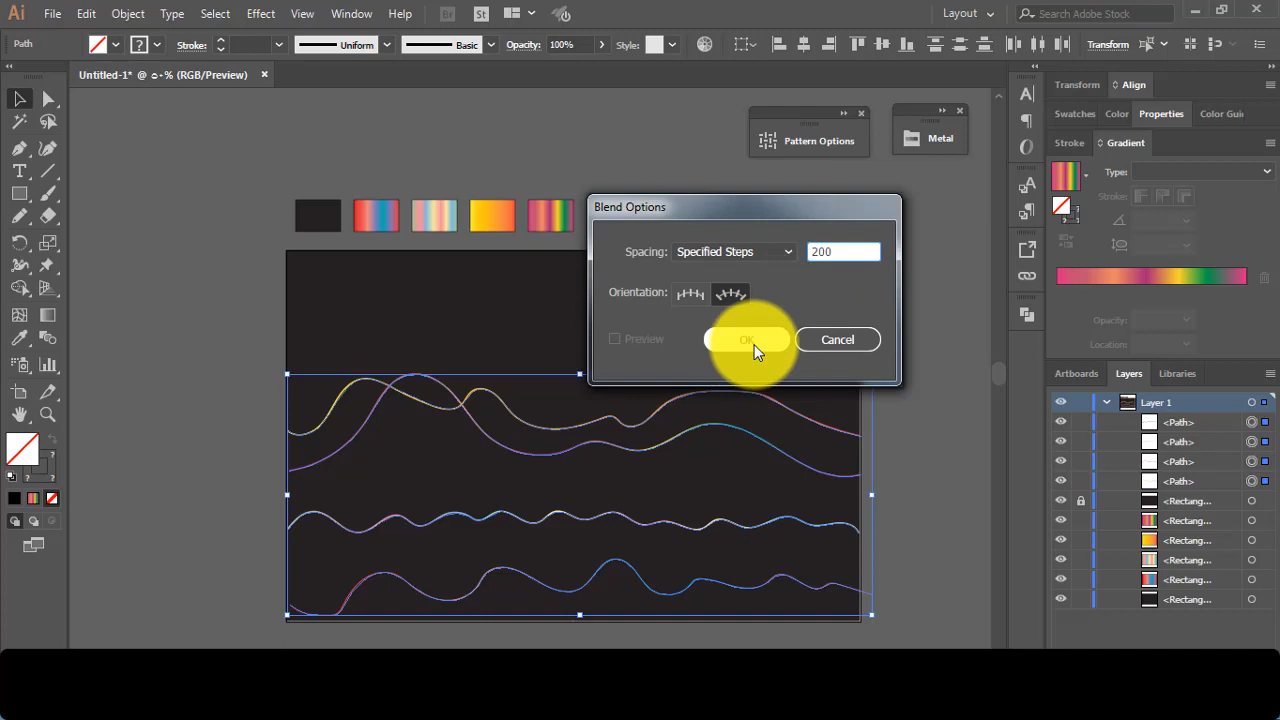 Ai File Edit Object Type Select Effect View Window Help Br St Layout Search Adobe Stock
Path Stroke: Uniform Basic Opacity: 100% Style: Transform
Untitled-1* @ % (RGB/Preview)
Pattern Options
Metal
Transform Align
Swatches Color Properties Color Gui
Stroke Gradient
Type:
Stroke:
Opacity:
Location:
Blend Options
Spacing: Specified Steps 200
Orientation:
Preview OK Cancel
Artboards Layers Libraries
Layer 1
<Path>
<Path>
<Path>
<Path>
<Rectang...
<Rectang...
<Rectang...
<Rectang...
<Rectang...
<Rectang...